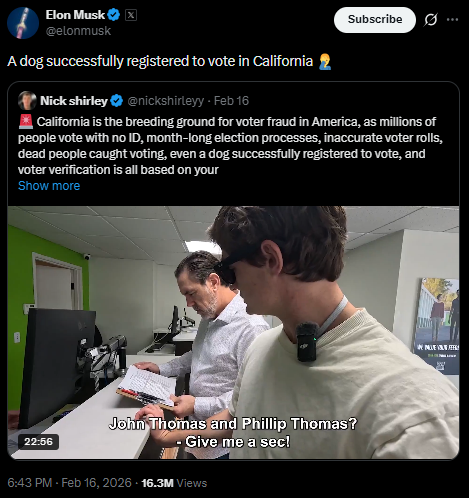 Elon Musk X
@elonmusk
Subscribe
A dog successfully registered to vote in California 🤦‍♂️
Nick shirley @nickshirleyy · Feb 16
🚨 California is the breeding ground for voter fraud in America, as millions of
people vote with no ID, month-long election processes, inaccurate voter rolls,
dead people caught voting, even a dog successfully registered to vote, and
voter verification is all based on your
Show more
WE VALUE YOUR FEE
John Thomas and Phillip Thomas?
- Give me a sec!
22:56
6:43 PM · Feb 16, 2026 · 16.3M Views